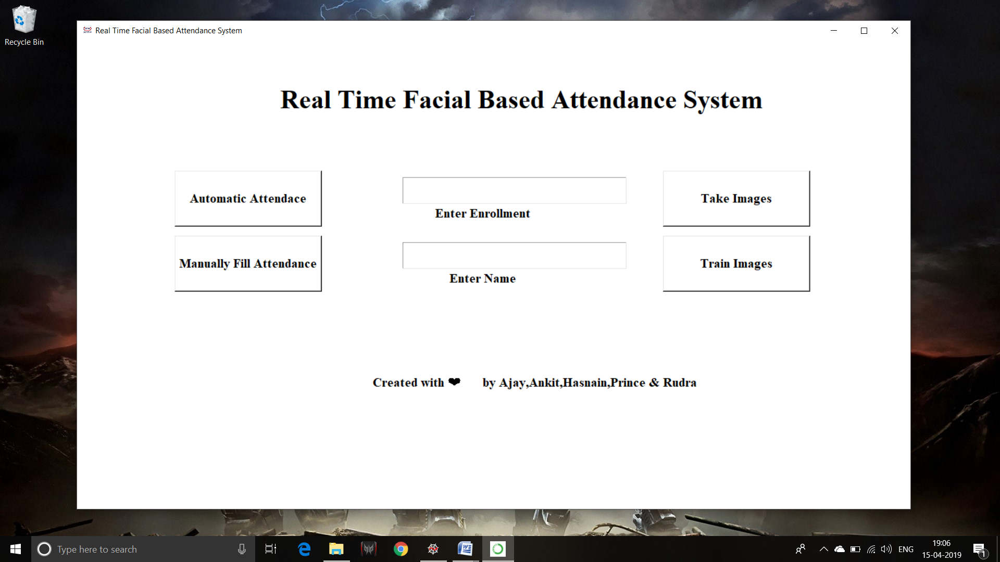 Recycle Bin
Real Time Facial Based Attendance System
Real Time Facial Based Attendance System
Automatic Attendace
Enter Enrollment
Take Images
Manually Fill Attendance
Enter Name
Train Images
Created with ❤ by Ajay,Ankit,Hasnain,Prince & Rudra
Type here to search
ENG
19:06
15-04-2019
1